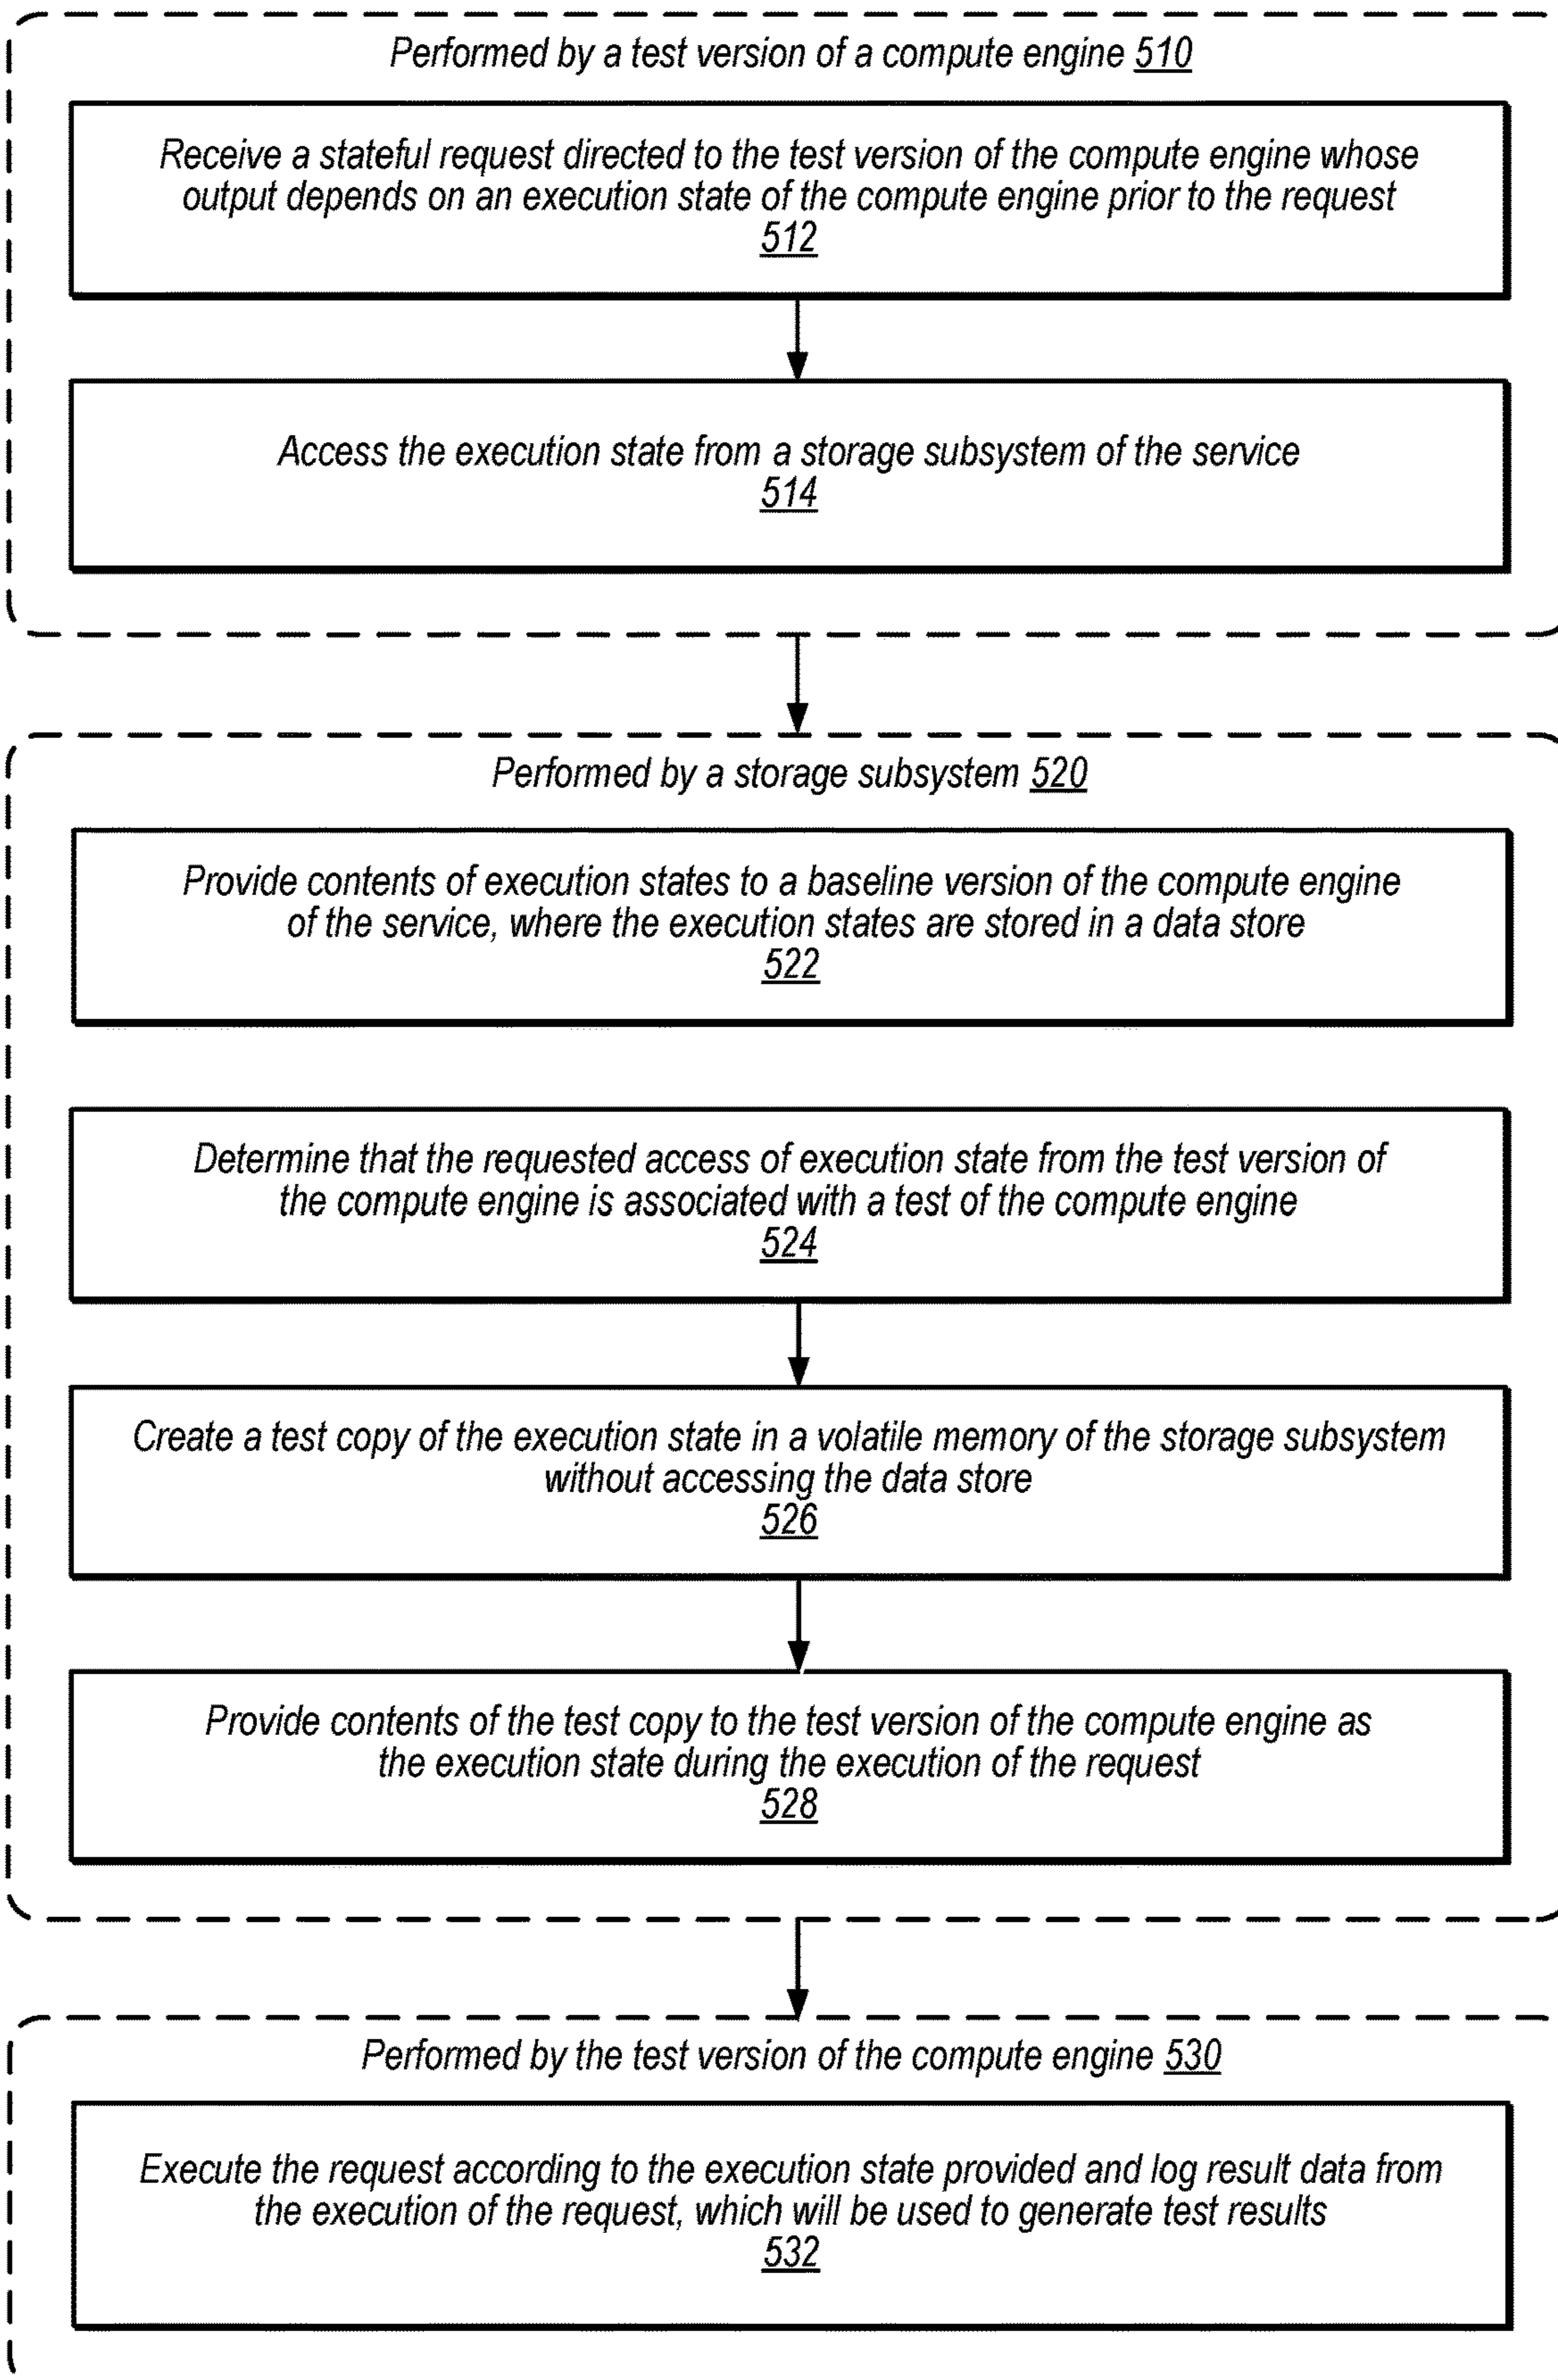 Performed by a test version of a compute engine 510
Receive a stateful request directed to the test version of the compute engine whose
output depends on an execution state of the compute engine prior to the request
512
Access the execution state from a storage subsystem of the service
514
Performed by a storage subsystem 520
Provide contents of execution states to a baseline version of the compute engine
of the service, where the execution states are stored in a data store
522
Determine that the requested access of execution state from the test version of
the compute engine is associated with a test of the compute engine
524
Create a test copy of the execution state in a volatile memory of the storage subsystem
without accessing the data store
526
Provide contents of the test copy to the test version of the compute engine as
the execution state during the execution of the request
528
Performed by the test version of the compute engine 530
Execute the request according to the execution state provided and log result data from
the execution of the request, which will be used to generate test results
532